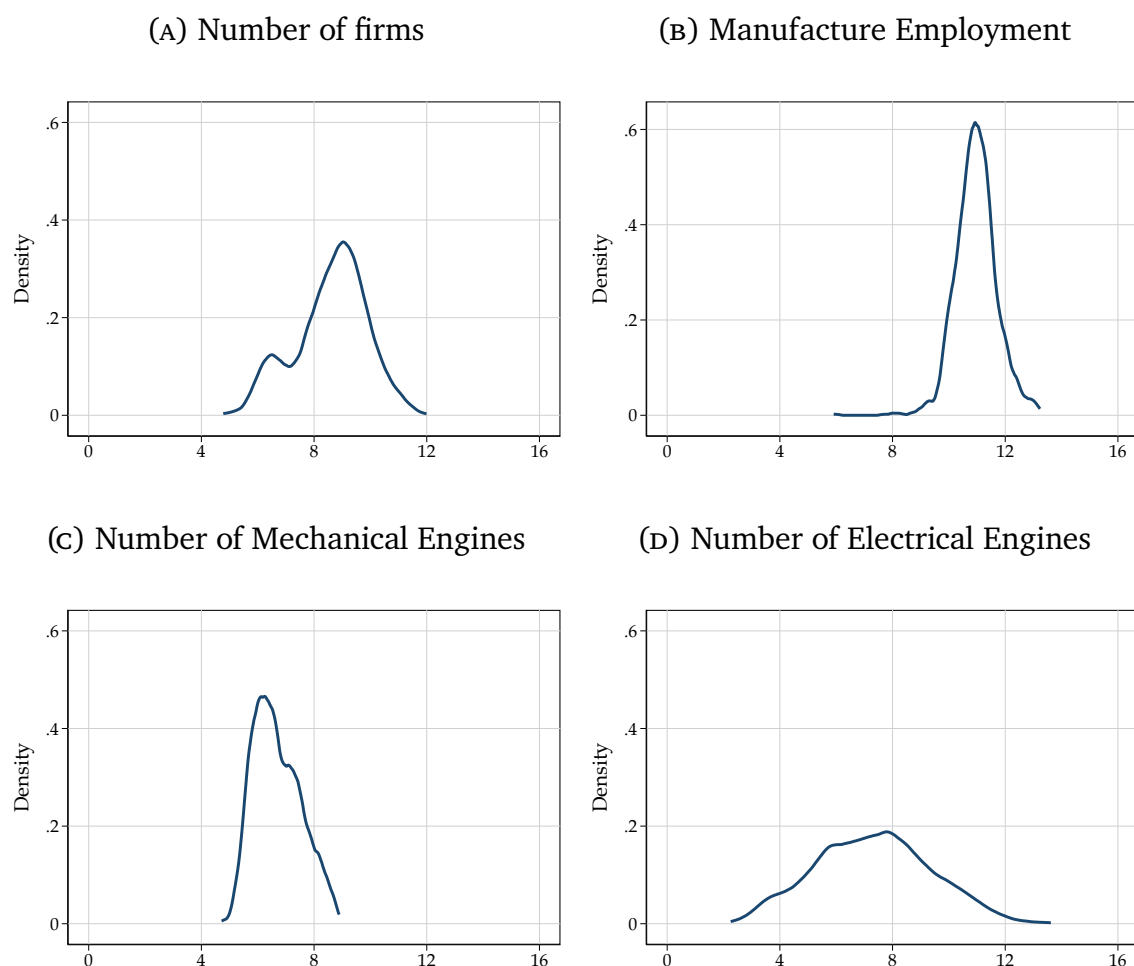 (A) Number of firms
(B) Manufacture Employment
Density
.6
.4
.2
0
0 4 8 12 16
Density
.6
.4
.2
0
0 4 8 12 16
(C) Number of Mechanical Engines
(D) Number of Electrical Engines
Density
.6
.4
.2
0
0 4 8 12 16
Density
.6
.4
.2
0
0 4 8 12 16